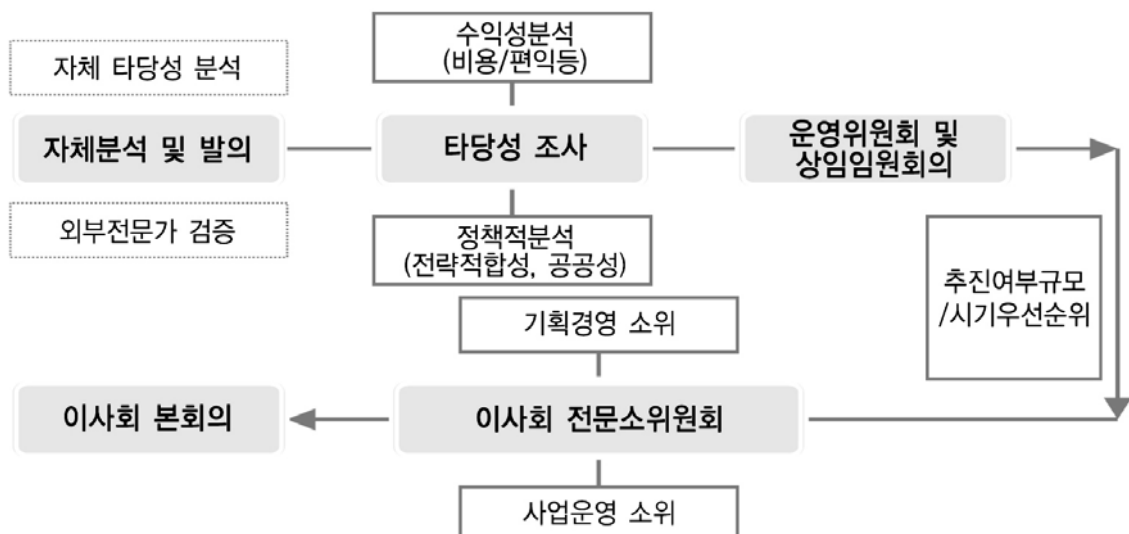 수익성분석
(비용/편익등)
자체 타당성 분석
자체분석 및 발의
타당성 조사
운영위원회 및
상임임원회의
외부전문가 검증
정책적분석
(전략적합성, 공공성)
추진여부규모
/시기우선순위
기획경영 소위
이사회 본회의
이사회 전문소위원회
사업운영 소위